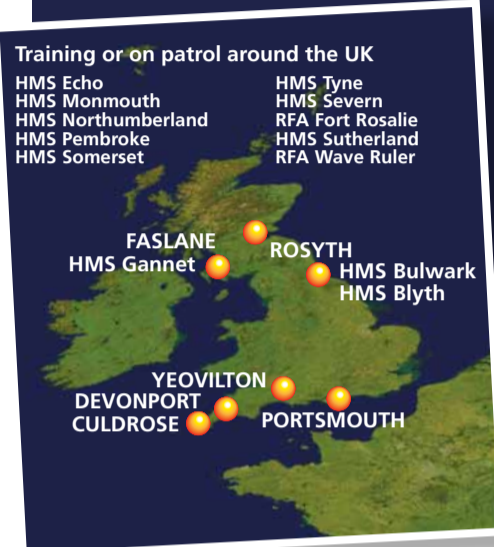 Training or on patrol around the UK
HMS Echo
HMS Monmouth
HMS Northumberland
HMS Pembroke
HMS Somerset
HMS Tyne
HMS Severn
RFA Fort Rosalie
HMS Sutherland
RFA Wave Ruler
FASLANE
HMS Gannet
ROSYTH
HMS Bulwark
HMS Blyth
YEOVILTON
DEVONPORT
CULDROSE
PORTSMOUTH